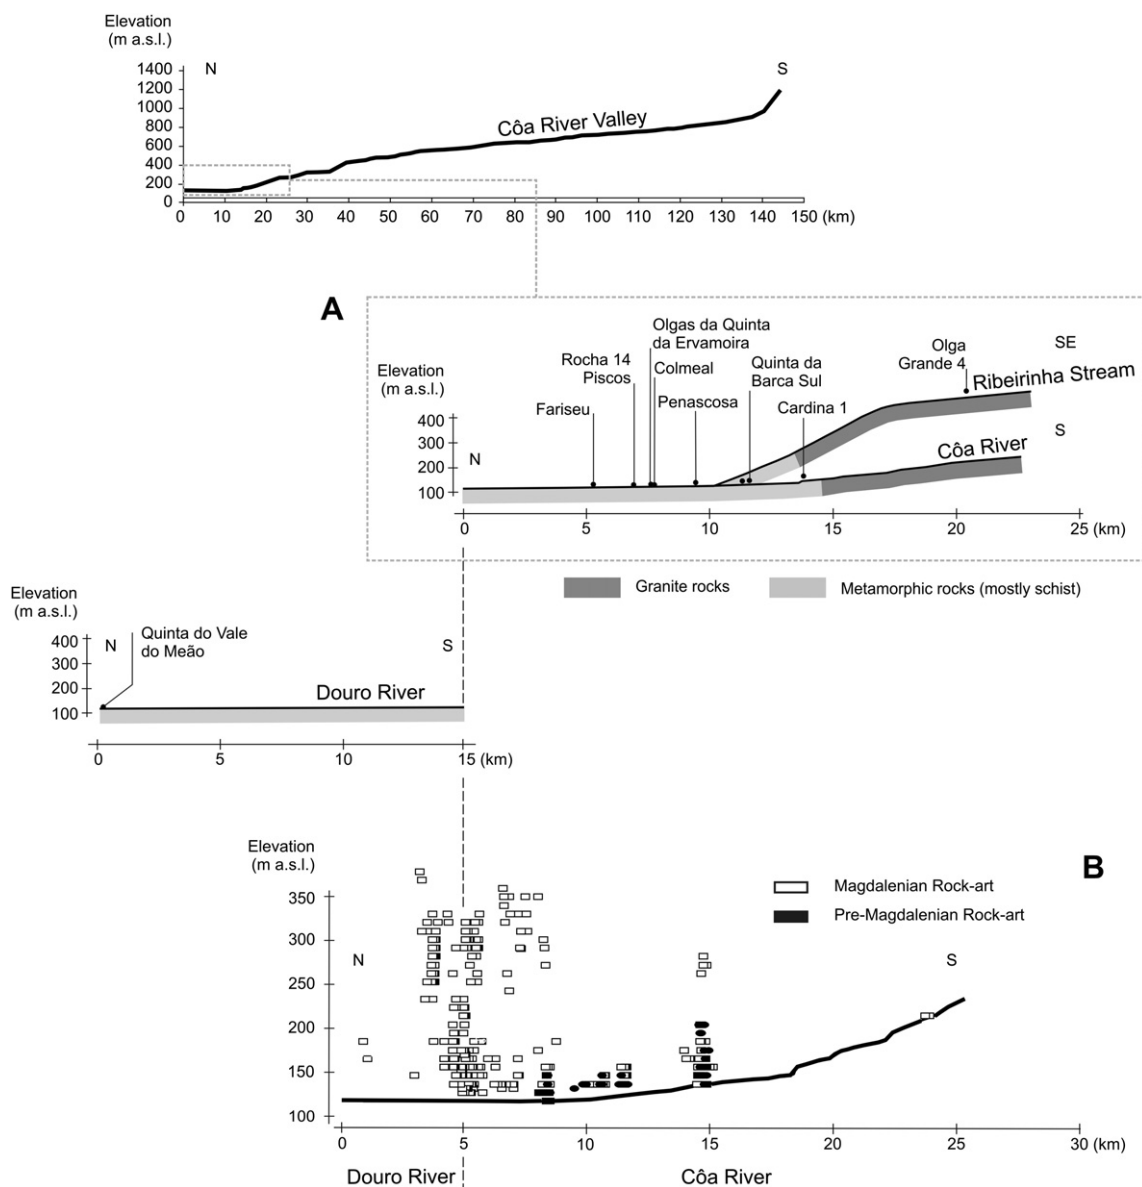 Elevation
(m a.s.l.)
N
S
1400
1200
1000
800
600
400
200
0
Côa River Valley
0 10 20 30 40 50 60 70 80 90 100 110 120 130 140 150 (km)
A
Olgas da Quinta
da Ervamoira
Rocha 14
Piscos
Colmeal
Quinta da
Barca Sul
Olga
Grande 4
SE
Elevation
(m a.s.l.)
Fariseu
Penascosa
Cardina 1
Ribeirinha Stream
400
300
200
100
N
S
Côa River
0 5 10 15 20 25
(km)
Granite rocks
Metamorphic rocks (mostly schist)
Elevation
(m a.s.l.)
400
300
200
100
N
Quinta do Vale
do Meão
S
Douro River
0 5 10 15 (km)
Elevation
(m a.s.l.)
B
Magdalenian Rock-art
Pre-Magdalenian Rock-art
350
300
250
200
150
100
N
S
0 5 10 15 20 25 30 (km)
Douro River
Côa River